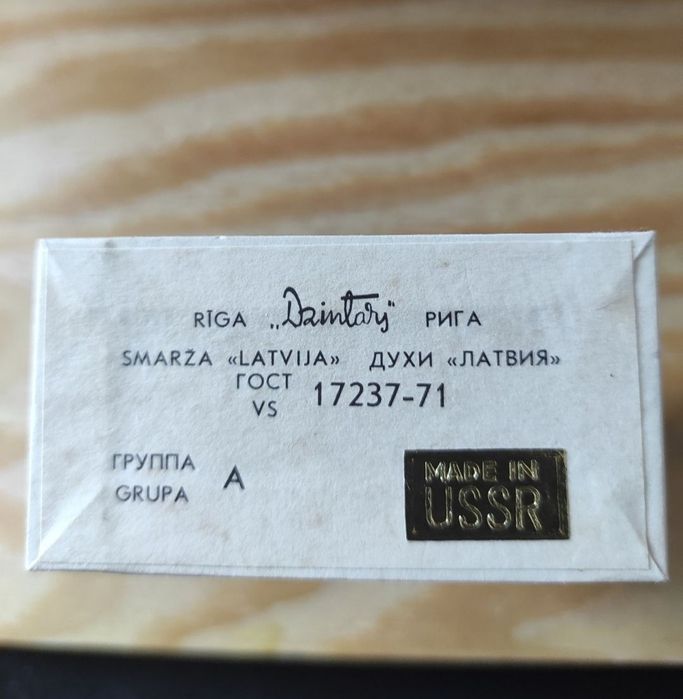 RĪGA „Dzintars" РИГА
SMARŽA «LATVIJA» ДУХИ «ЛАТВИЯ»
ГОСТ
VS 17237-71
ГРУППА
GRUPA A
MADE IN
USSR